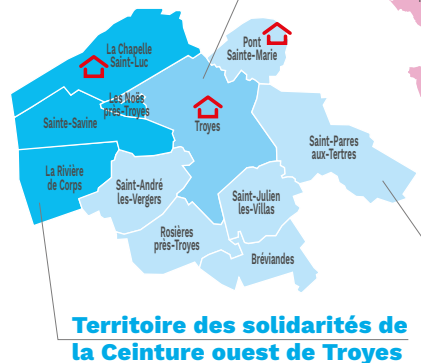 La Chapelle
Saint-Luc
Pont
Sainte-Marie
Les Noës
près-Troyes
Sainte-Savine
Troyes
Saint-Parres
aux-Tertres
La Rivière
de Corps
Saint-André
les-Vergers
Saint-Julien
les-Villas
Rosières
près-Troyes
Bréviandes
Territoire des solidarités de
la Ceinture ouest de Troyes